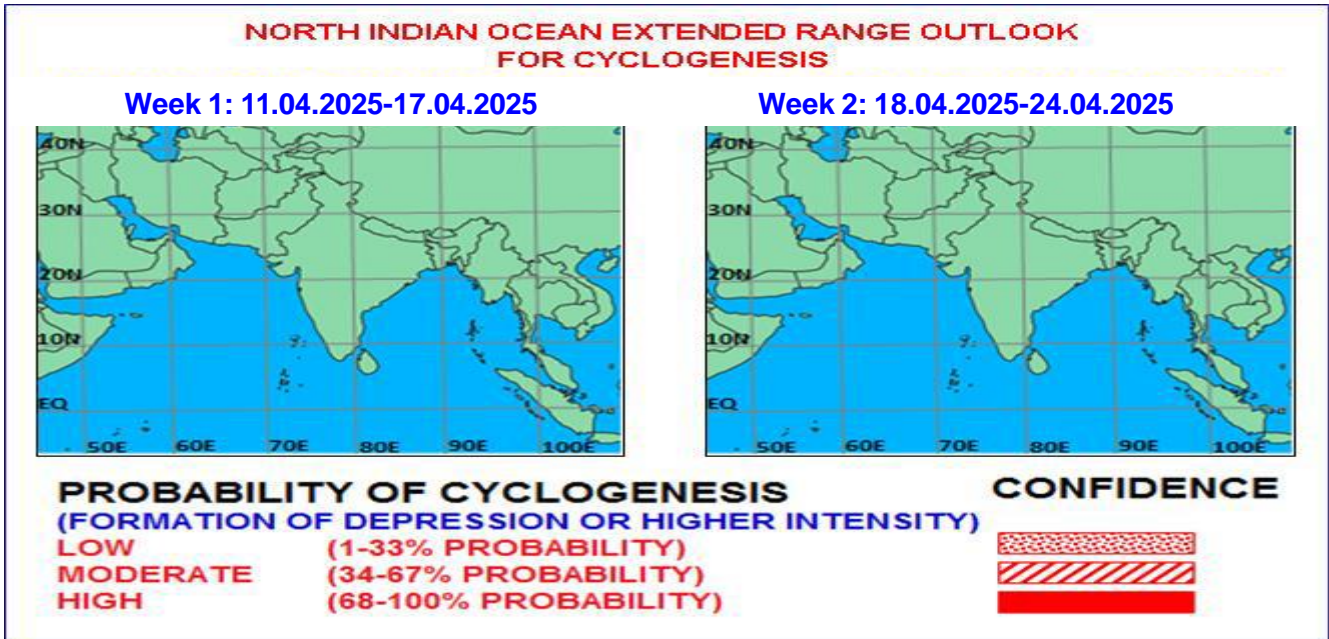 NORTH INDIAN OCEAN EXTENDED RANGE OUTLOOK
FOR CYCLOGENESIS
Week 1: 11.04.2025-17.04.2025
40N
30N
20N
10N
EQ
50E 60E 70E 80E 90E 100E
Week 2: 18.04.2025-24.04.2025
40N
30N
20N
10N
EQ
50E 60E 70E 80E 90E 100E
PROBABILITY OF CYCLOGENESIS
(FORMATION OF DEPRESSION OR HIGHER INTENSITY)
LOW (1-33% PROBABILITY)
MODERATE (34-67% PROBABILITY)
HIGH (68-100% PROBABILITY)
CONFIDENCE